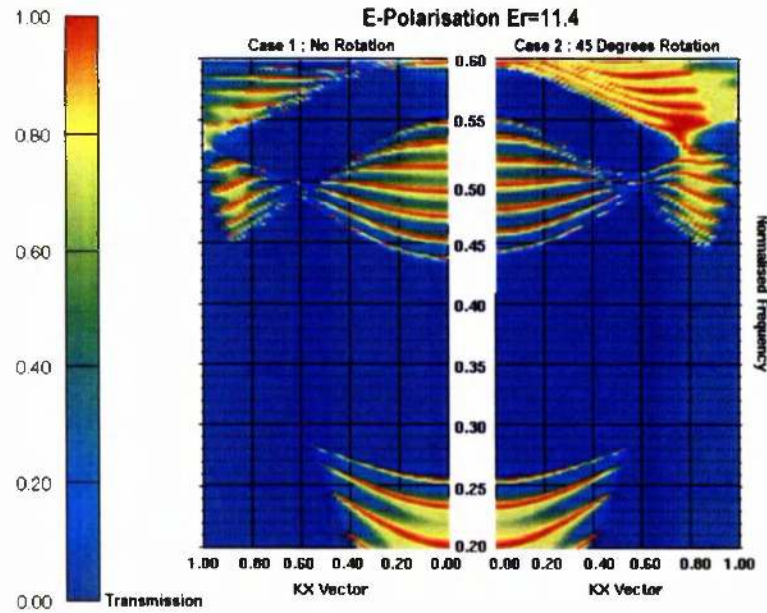 E-Polarisation Er=11.4
Case 1 : No Rotation
Case 2 : 45 Degrees Rotation
1.00
0.80
0.60
0.40
0.20
0.00
Transmission
0.60
0.55
0.50
0.45
0.40
0.35
0.30
0.25
0.20
Normalised Frequency
1.00 0.80 0.60 0.40 0.20 0.00
0.00 0.20 0.40 0.60 0.80 1.00
KX Vector
KX Vector